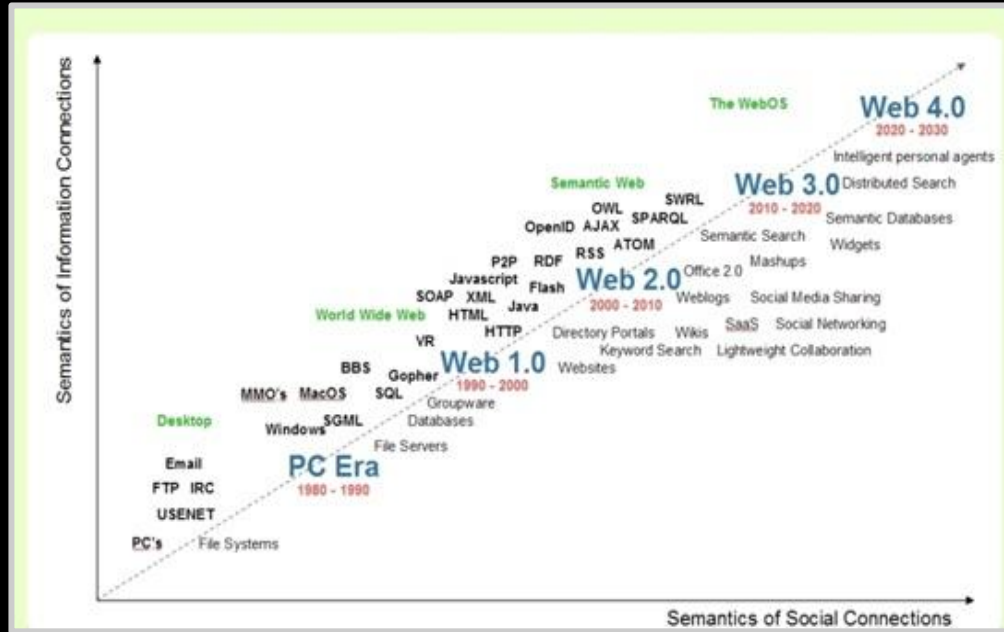 Semantics of Information Connections
The WebOS
Web 4.0
2020 - 2030
Intelligent personal agents
Semantic Web
Web 3.0
Distributed Search
2010 - 2020
SWRL
OWL
SPARQL
Semantic Databases
OpenID
AJAX
Semantic Search
Widgets
ATOM
RSS
P2P
RDF
Mashups
Office 2.0
Javascript
Flash
Web 2.0
2000 - 2010
SOAP
XML
Weblogs
Social Media Sharing
Java
World Wide Web
HTML
HTTP
Directory Portals
Wikis
SaaS
Social Networking
VR
Keyword Search
Lightweight Collaboration
Web 1.0
1990 - 2000
Websites
BBS
Gopher
MMO's
MacOS
SQL
Groupware
Desktop
Windows
SGML
Databases
File Servers
Email
PC Era
1980 - 1990
FTP
IRC
USENET
PC's
File Systems
Semantics of Social Connections